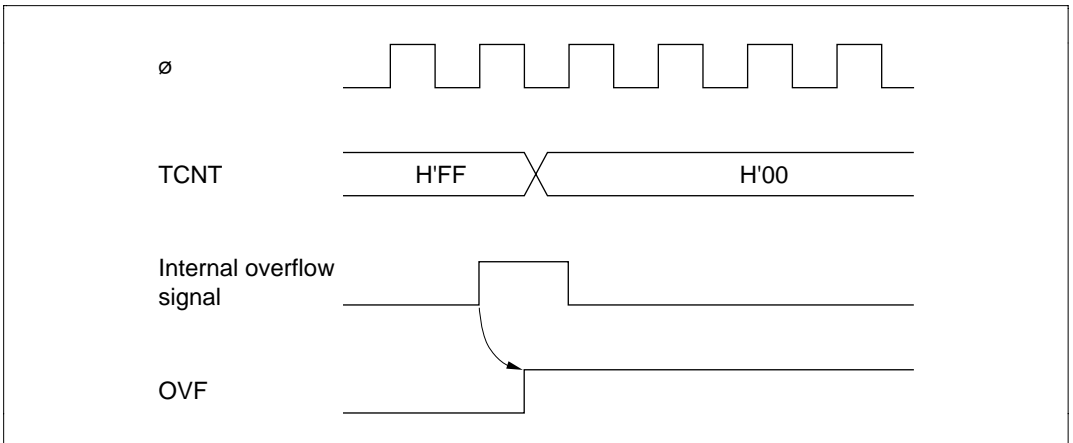 ø
TCNT
H'FF
H'00
Internal overflow
signal
OVF